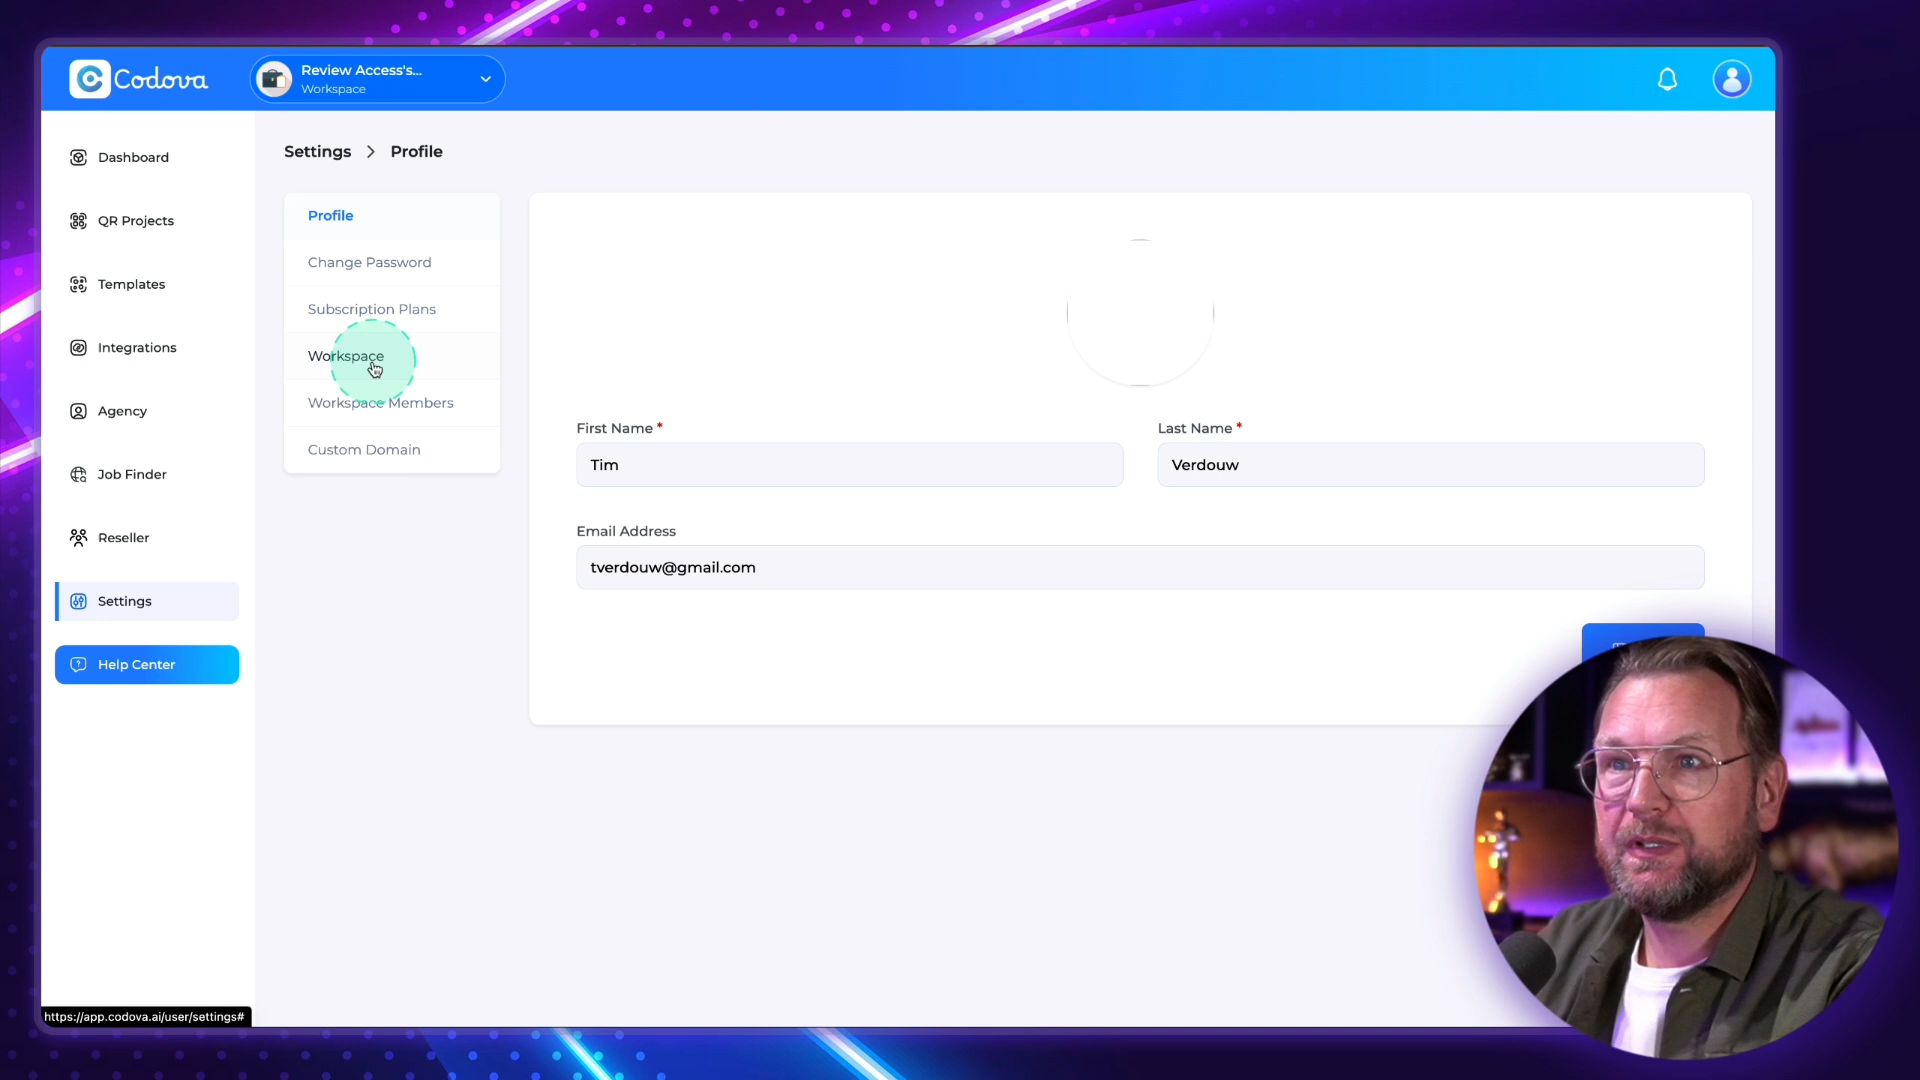 Codova
Review Access's...
Workspace
Dashboard
QR Projects
Templates
Integrations
Agency
Job Finder
Reseller
Settings
Help Center
Settings > Profile
Profile
Change Password
Subscription Plans
Workspace
Workspace Members
Custom Domain
First Name *
Tim
Last Name *
Verdouw
Email Address
tverdouw@gmail.com
https://app.codova.ai/user/settings#